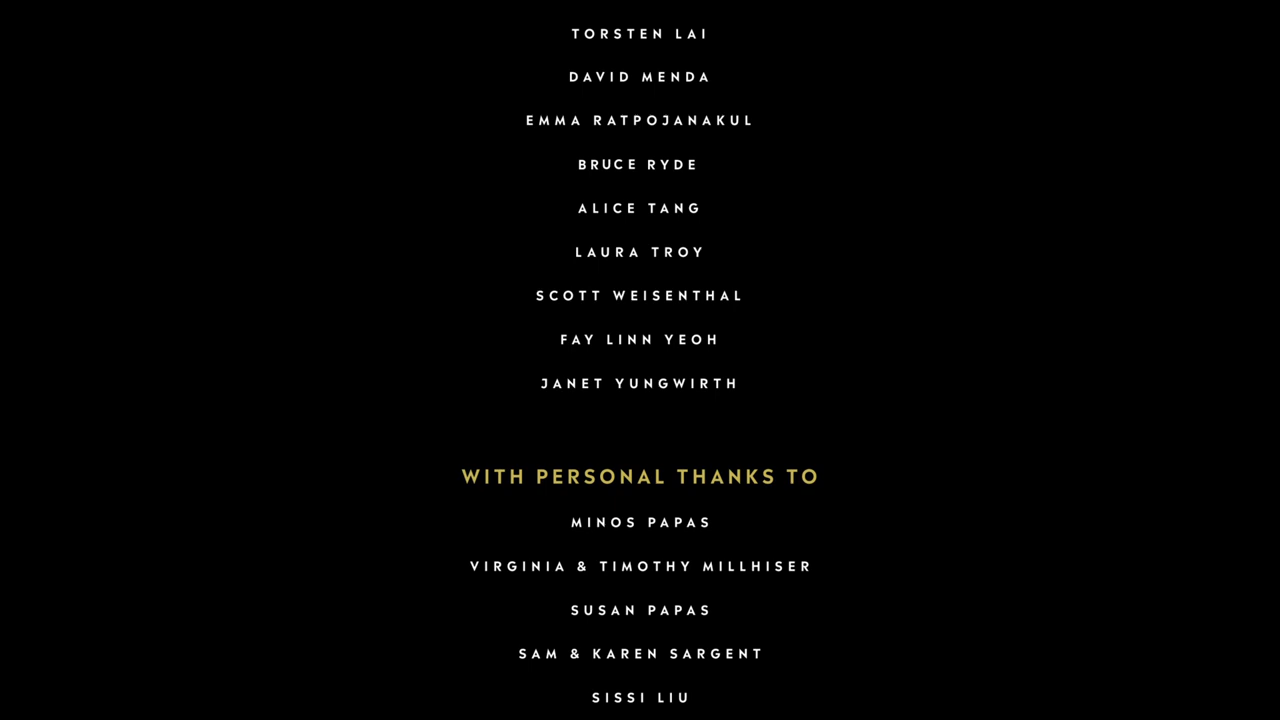 TORSTEN LAI
DAVID MENDA
EMMA RATPOJANAKUL
BRUCE RYDE
ALICE TANG
LAURA TROY
SCOTT WEISENTHAL
FAY LINN YEOH
JANET YUNGWIRTH
WITH PERSONAL THANKS TO
MINOS PAPAS
VIRGINIA & TIMOTHY MILLHISER
SUSAN PAPAS
SAM & KAREN SARGENT
SISSI LIU